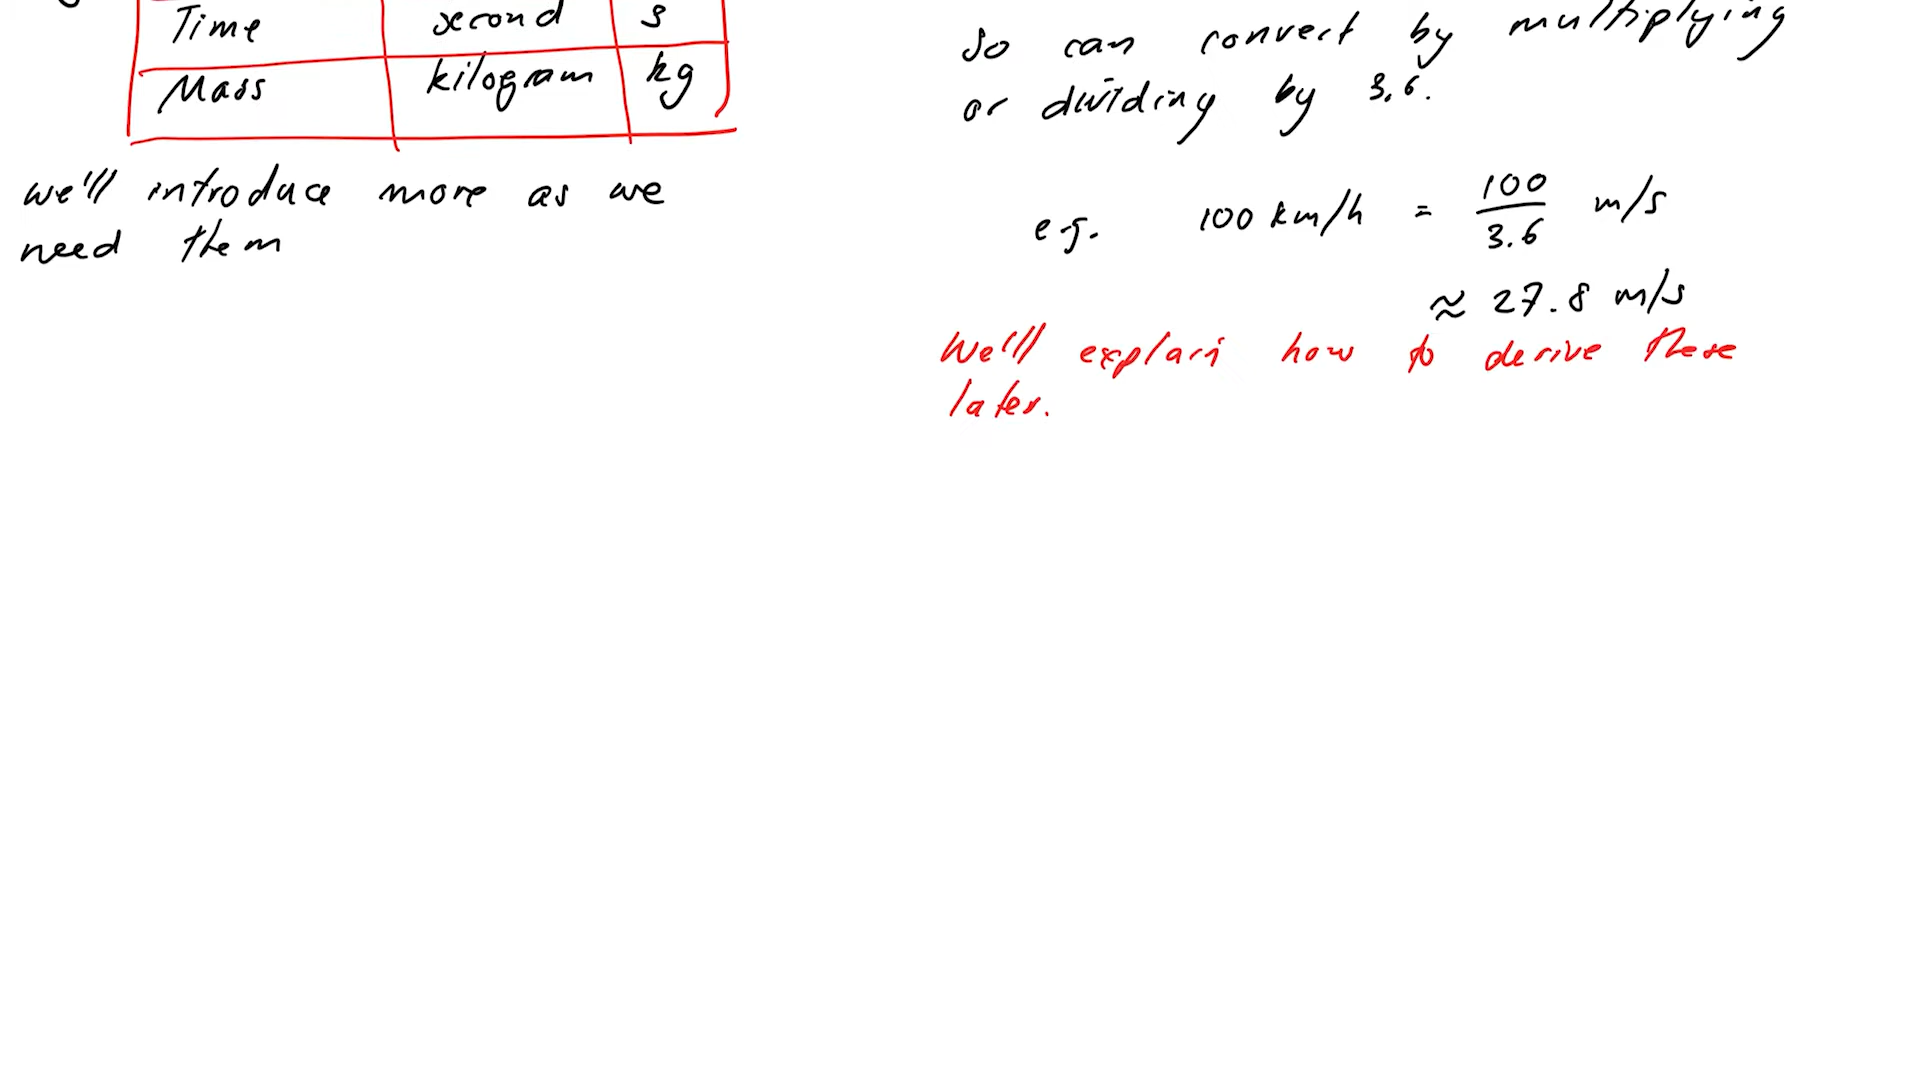 Time second s
Mass kilogram kg
we'll introduce more as we
need them
so can convert by multiplying
or dividing by 3.6.
e.g. 100 km/h = 100/3.6 m/s
≈ 27.8 m/s
We'll explain how to derive these
later.